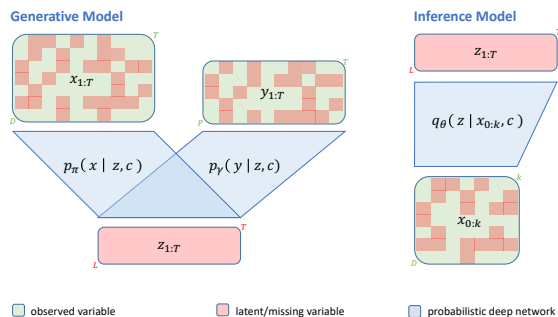 Generative Model
T
x1:T
D
T
y1:T
P
pπ( x | z, c )
pγ( y | z, c )
T
z1:T
L
Inference Model
T
z1:T
L
qθ( z | x0:k, c )
k
x0:k
D
observed variable
latent/missing variable
probabilistic deep network